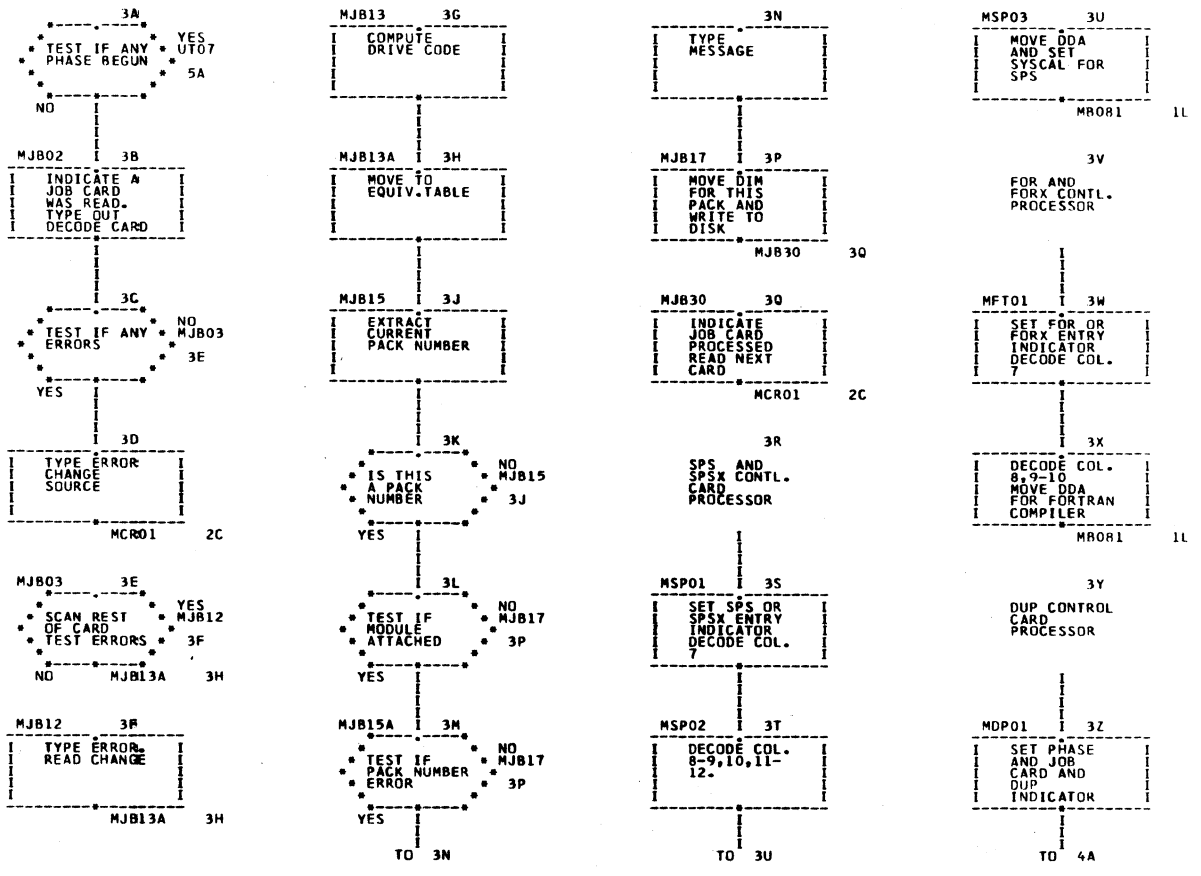 3A
TEST IF ANY
PHASE BEGUN
YES
UT07
5A
NO
MJB02 3B
INDICATE A
JOB CARD
WAS READ.
TYPE OUT
DECODE CARD
3C
TEST IF ANY
ERRORS
NO
MJB03
3E
YES
3D
TYPE ERROR
CHANGE
SOURCE
MCR01 2C
MJB03 3E
SCAN REST
OF CARD
TEST ERRORS
YES
MJB12
3F
NO MJB13A 3H
MJB12 3F
TYPE ERROR.
READ CHANGE
MJB13A 3H
MJB13 3G
COMPUTE
DRIVE CODE
MJB13A 3H
MOVE TO
EQUIV.TABLE
MJB15 3J
EXTRACT
CURRENT
PACK NUMBER
3K
IS THIS
A PACK
NUMBER
NO
MJB15
3J
YES
3L
TEST IF
MODULE
ATTACHED
NO
MJB17
3P
YES
MJB15A 3M
TEST IF
PACK NUMBER
ERROR
NO
MJB17
3P
YES
TO 3N
3N
TYPE
MESSAGE
MJB17 3P
MOVE DIM
FOR THIS
PACK AND
WRITE TO
DISK
MJB30 3Q
MJB30 3Q
INDICATE
JOB CARD
PROCESSED
READ NEXT
CARD
MCR01 2C
3R
SPS AND
SPSX CONTL.
CARD
PROCESSOR
MSP01 3S
SET SPS OR
SPSX ENTRY
INDICATOR
DECODE COL.
7
MSP02 3T
DECODE COL.
8-9,10,11-
12.
TO 3U
MSP03 3U
MOVE DDA
AND SET
SYSCAL FOR
SPS
MB081 1L
3V
FOR AND
FORX CONTL.
PROCESSOR
MFT01 3W
SET FOR OR
FORX ENTRY
INDICATOR
DECODE COL.
7
3X
DECODE COL.
8,9-10
MOVE DDA
FOR FORTRAN
COMPILER
MB081 1L
3Y
DUP CONTROL
CARD
PROCESSOR
MDP01 3Z
SET PHASE
AND JOB
CARD AND
DUP
INDICATOR
TO 4A